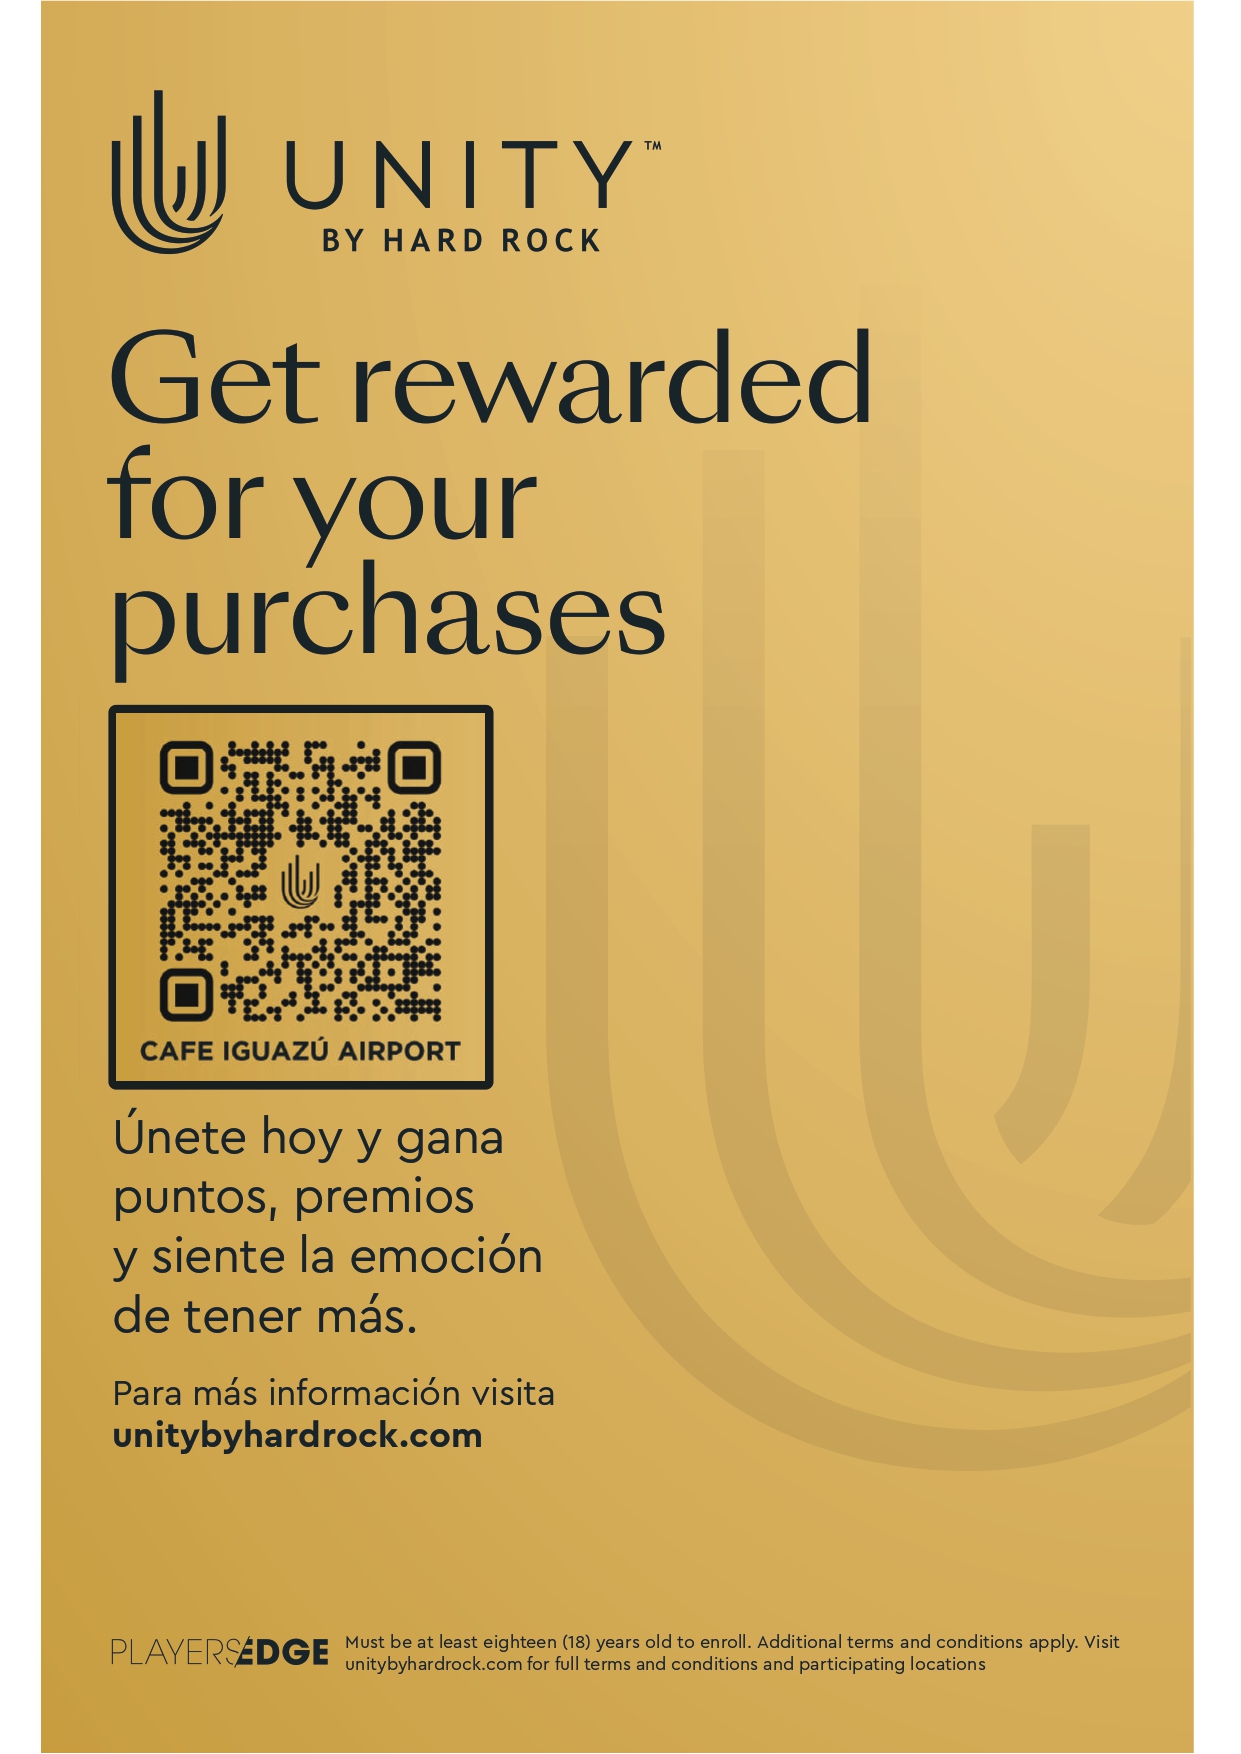 UNITY™
BY HARD ROCK
Get rewarded
for your
purchases
CAFE IGUAZÚ AIRPORT
Únete hoy y gana
puntos, premios
y siente la emoción
de tener más.
Para más información visita
unitybyhardrock.com
PLAYERSEDGE
Must be at least eighteen (18) years old to enroll. Additional terms and conditions apply. Visit
unitybyhardrock.com for full terms and conditions and participating locations